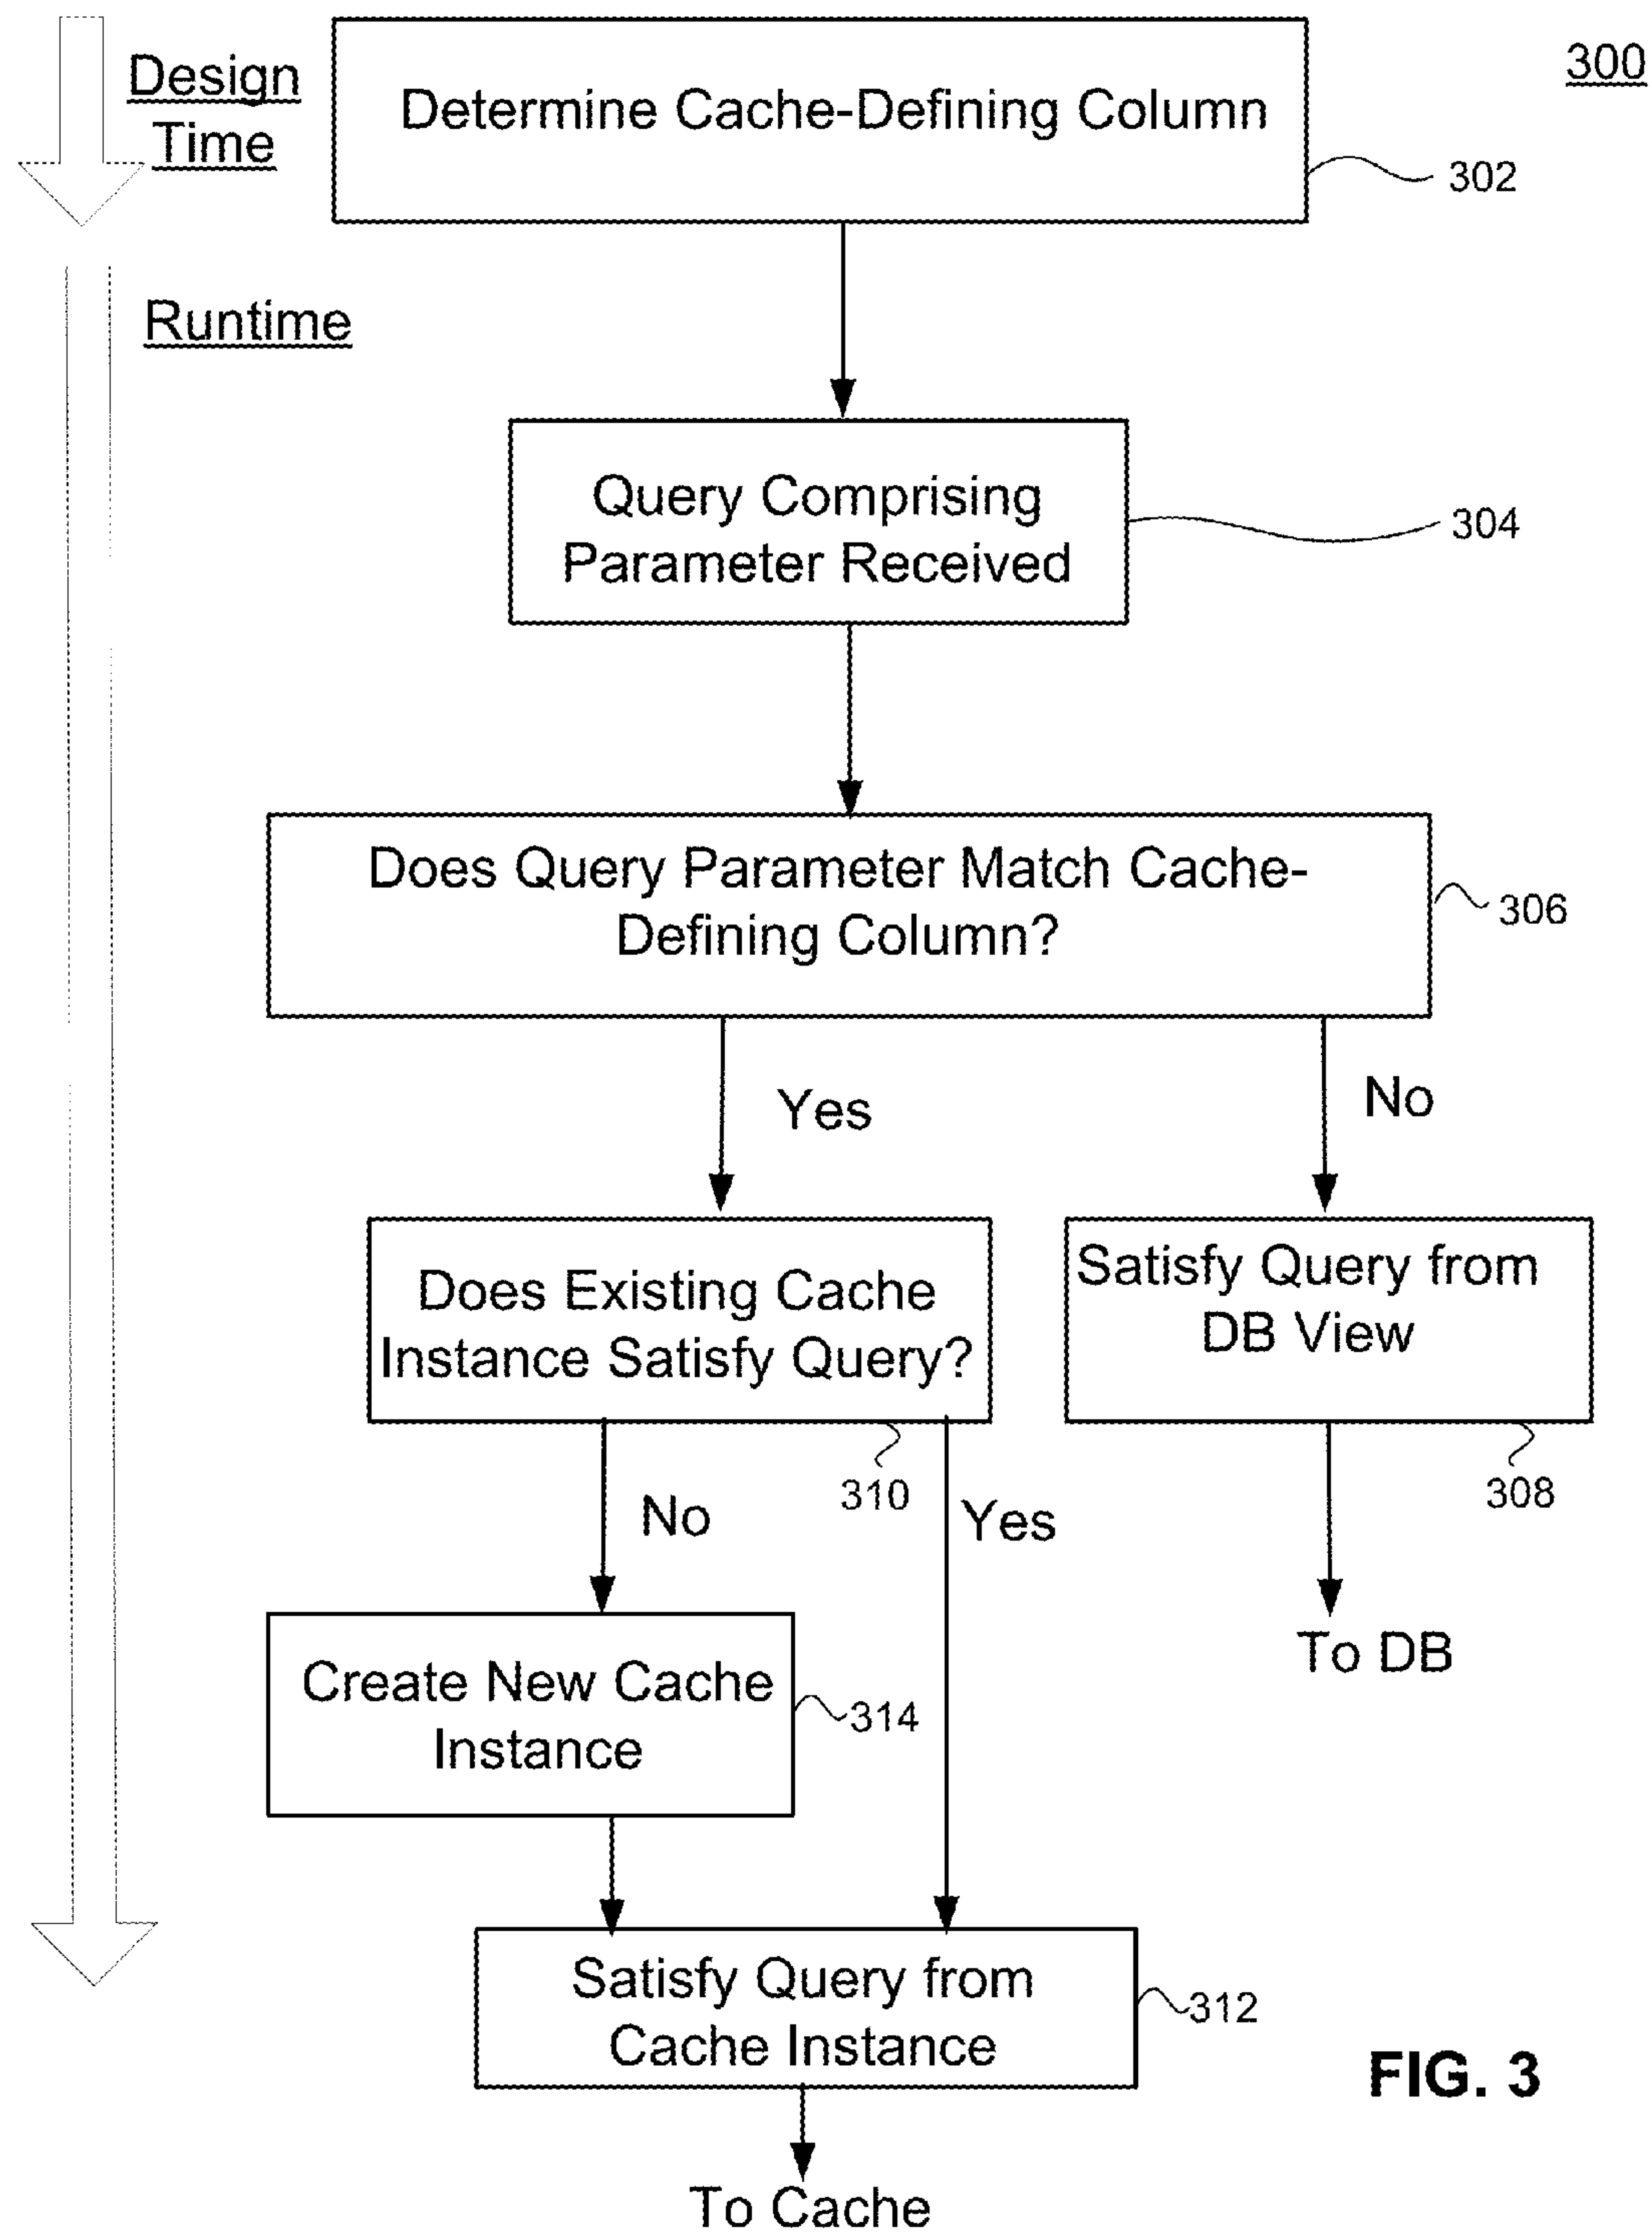 300
Design
Time
Determine Cache-Defining Column
302
Runtime
Query Comprising
Parameter Received
304
Does Query Parameter Match Cache-
Defining Column?
306
Yes
No
Does Existing Cache
Instance Satisfy Query?
310
Satisfy Query from
DB View
308
No
Yes
To DB
Create New Cache
Instance
314
Satisfy Query from
Cache Instance
312
To Cache
FIG. 3